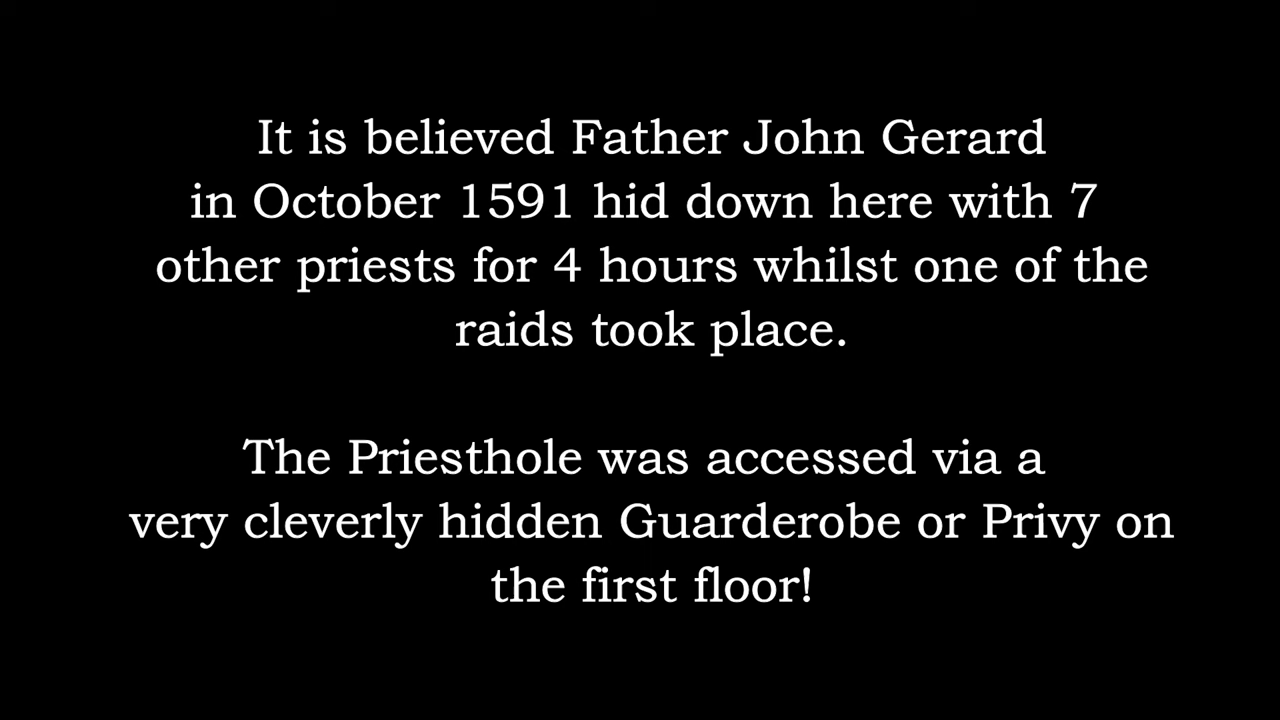 It is believed Father John Gerard
in October 1591 hid down here with 7
other priests for 4 hours whilst one of the
raids took place.
The Priesthole was accessed via a
very cleverly hidden Guarderobe or Privy on
the first floor!